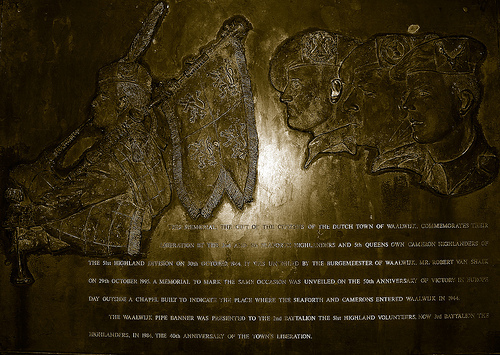 MEMORIAL, THE GIFT OF THE CITIZENS OF THE DUTCH TOWN OF WAALWIJK, COMMEMORATES THEIR
LIBERATION BY THE HIGHLANDERS AND 5th QUEENS OWN CAMERON HIGHLANDERS OF
THE 51st HIGHLAND DIVISION ON 30th OCTOBER, 1944. IT WAS UNVEILED BY THE BURGEMEESTER OF WAALWIJK, MR. ROBERT VAN
ON 29th OCTOBER 1995. A MEMORIAL TO MARK THE SAME OCCASION WAS UNVEILED ON THE 50th ANNIVERSARY OF VICTORY IN EUROPE
DAY OUTSIDE A CHAPEL BUILT TO INDICATE THE PLACE WHERE THE SEAFORTH AND CAMERONS ENTERED WAALWIJK IN 1944.
THE WAALWIJK PIPE BANNER WAS PRESENTED TO THE 2nd BATTALION THE 51st HIGHLAND VOLUNTEERS, NOW 3rd BATTALION THE
HIGHLANDERS, IN 1984, THE 40th ANNIVERSARY OF THE TOWN'S LIBERATION.